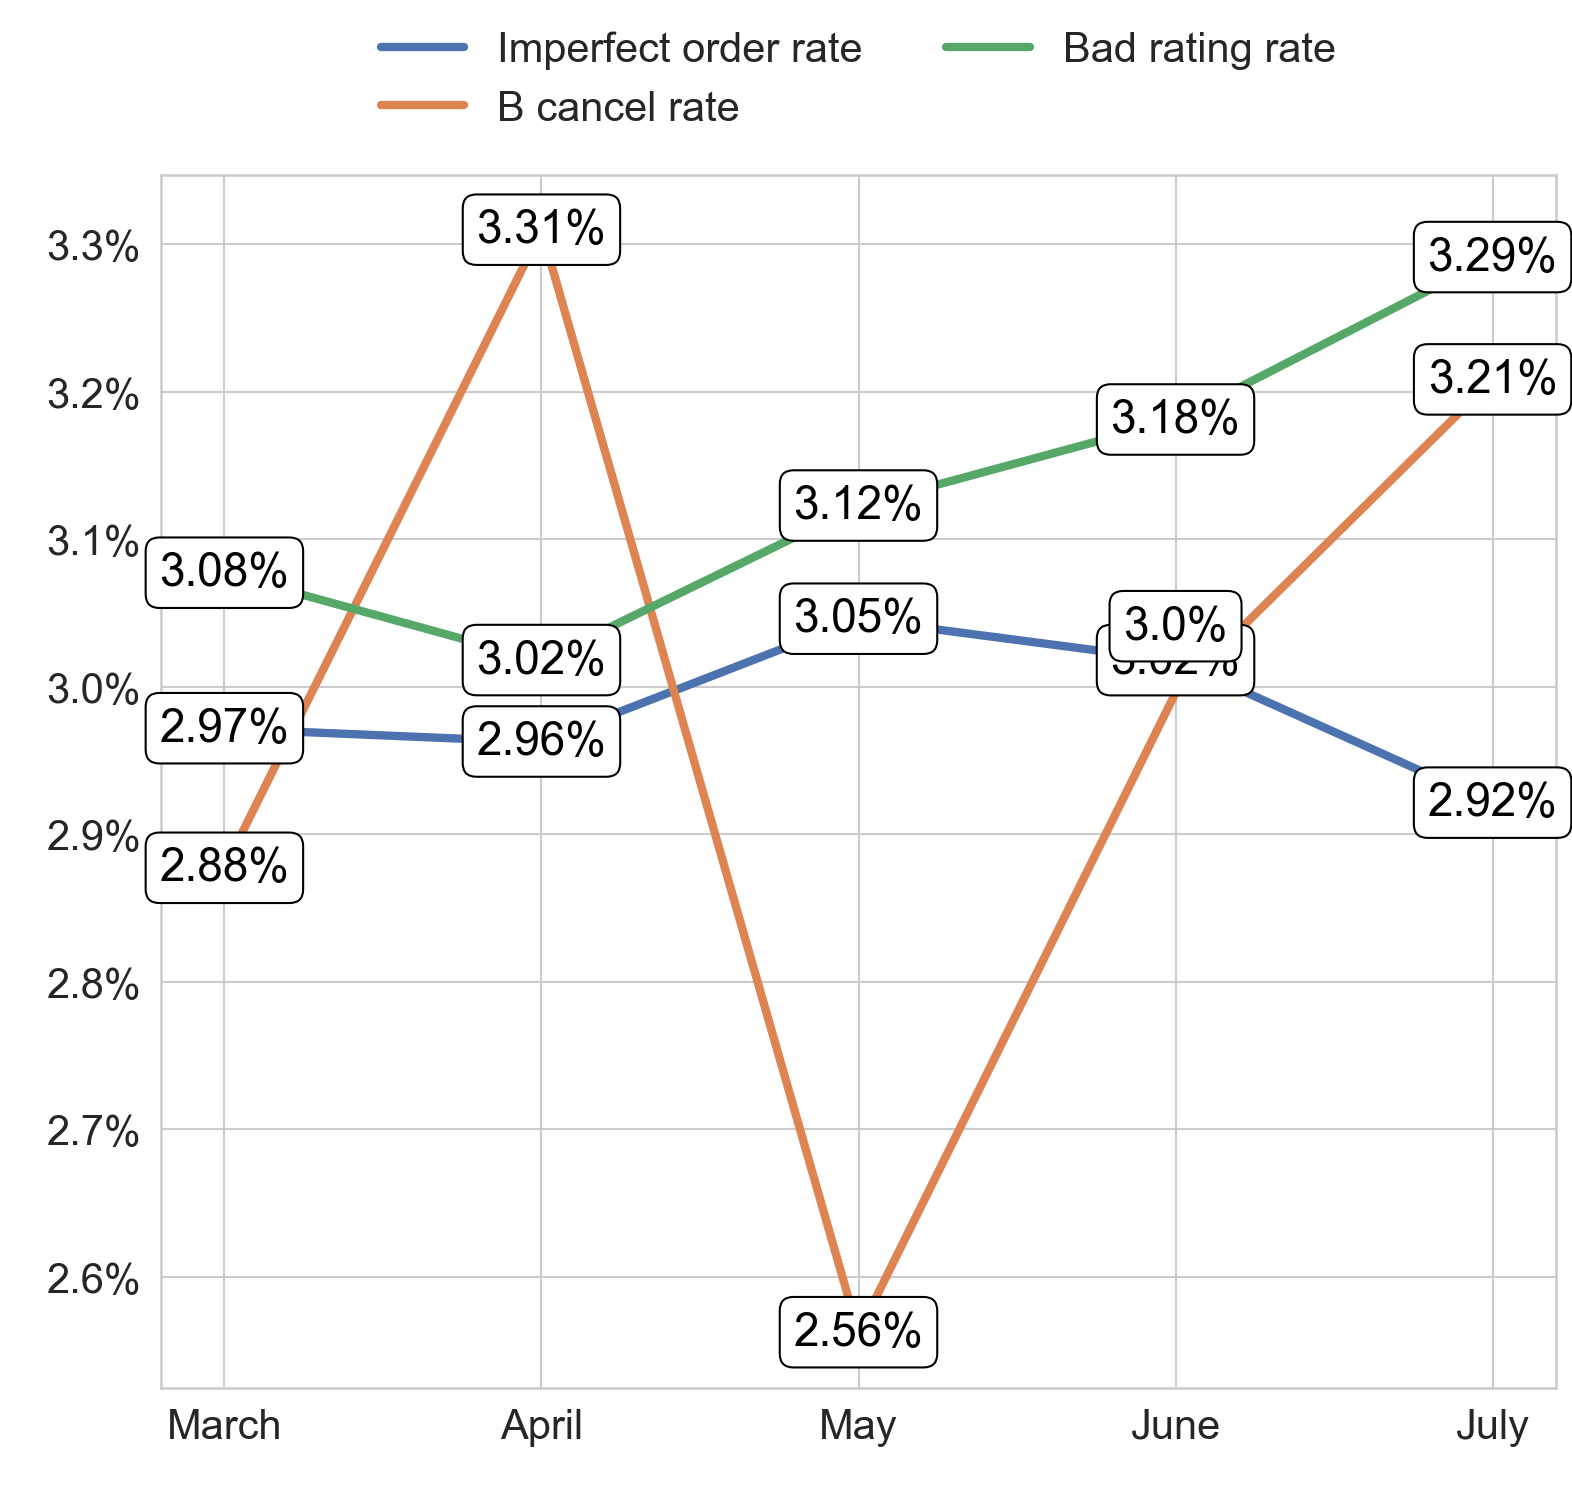 Imperfect order rate
B cancel rate
Bad rating rate
3.3%
3.2%
3.1%
3.0%
2.9%
2.8%
2.7%
2.6%
3.31%
3.29%
3.21%
3.18%
3.12%
3.08%
3.05%
3.0%
3.02%
3.02%
2.97%
2.96%
2.92%
2.88%
2.56%
March
April
May
June
July